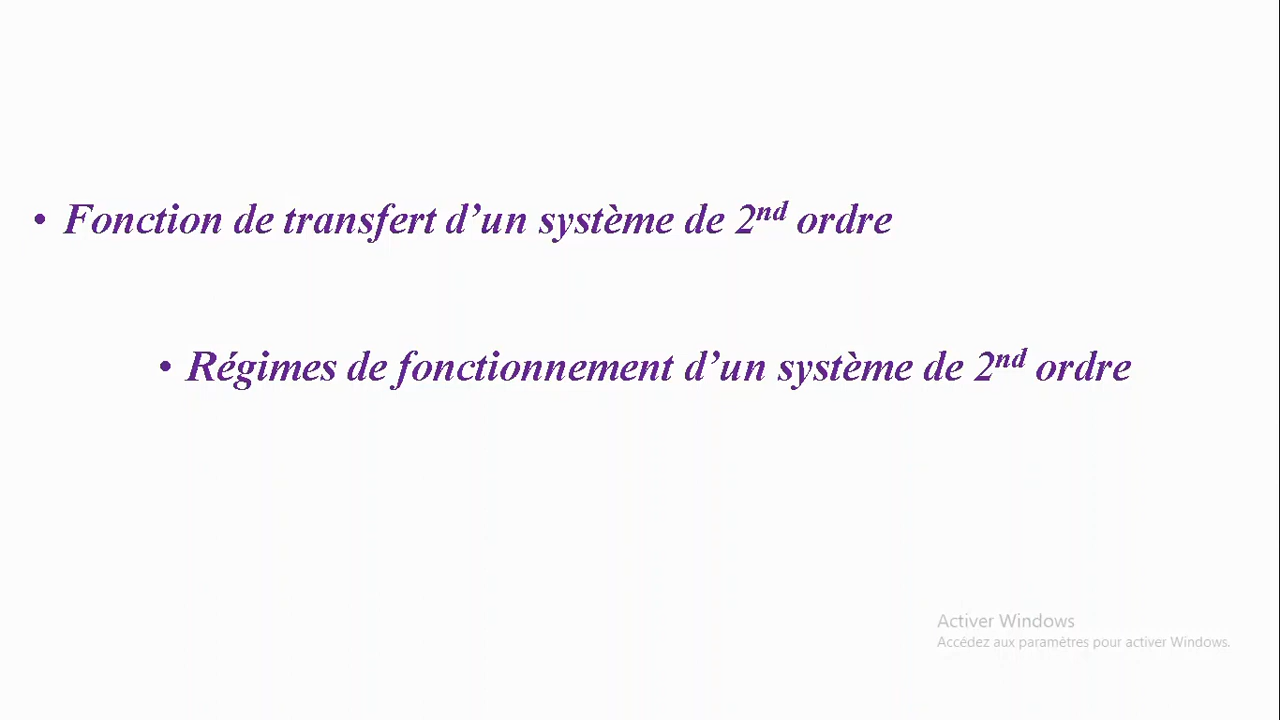 • Fonction de transfert d’un système de 2nd ordre
• Régimes de fonctionnement d’un système de 2nd ordre
Activer Windows
Accédez aux paramètres pour activer Windows.